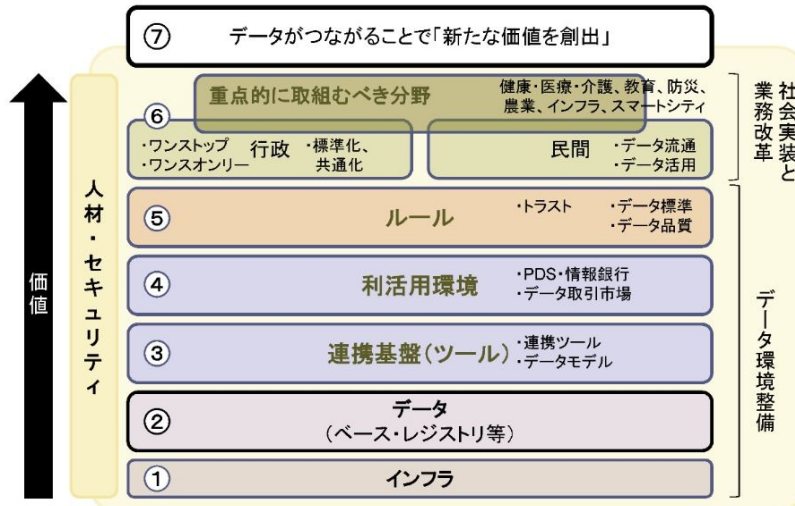 ⑦ データがつながることで「新たな価値を創出」
重点的に取組むべき分野
健康・医療・介護、教育、防災、
農業、インフラ、スマートシティ
⑥
・ワンストップ
・ワンスオンリー
行政
・標準化、
共通化
民間
・データ流通
・データ活用
⑤ ルール
・トラスト
・データ標準
・データ品質
④ 利活用環境
・PDS・情報銀行
・データ取引市場
③ 連携基盤(ツール)
・連携ツール
・データモデル
② データ
(ベース・レジストリ等)
① インフラ
価値
人材・セキュリティ
社会実装と
業務改革
データ環境整備